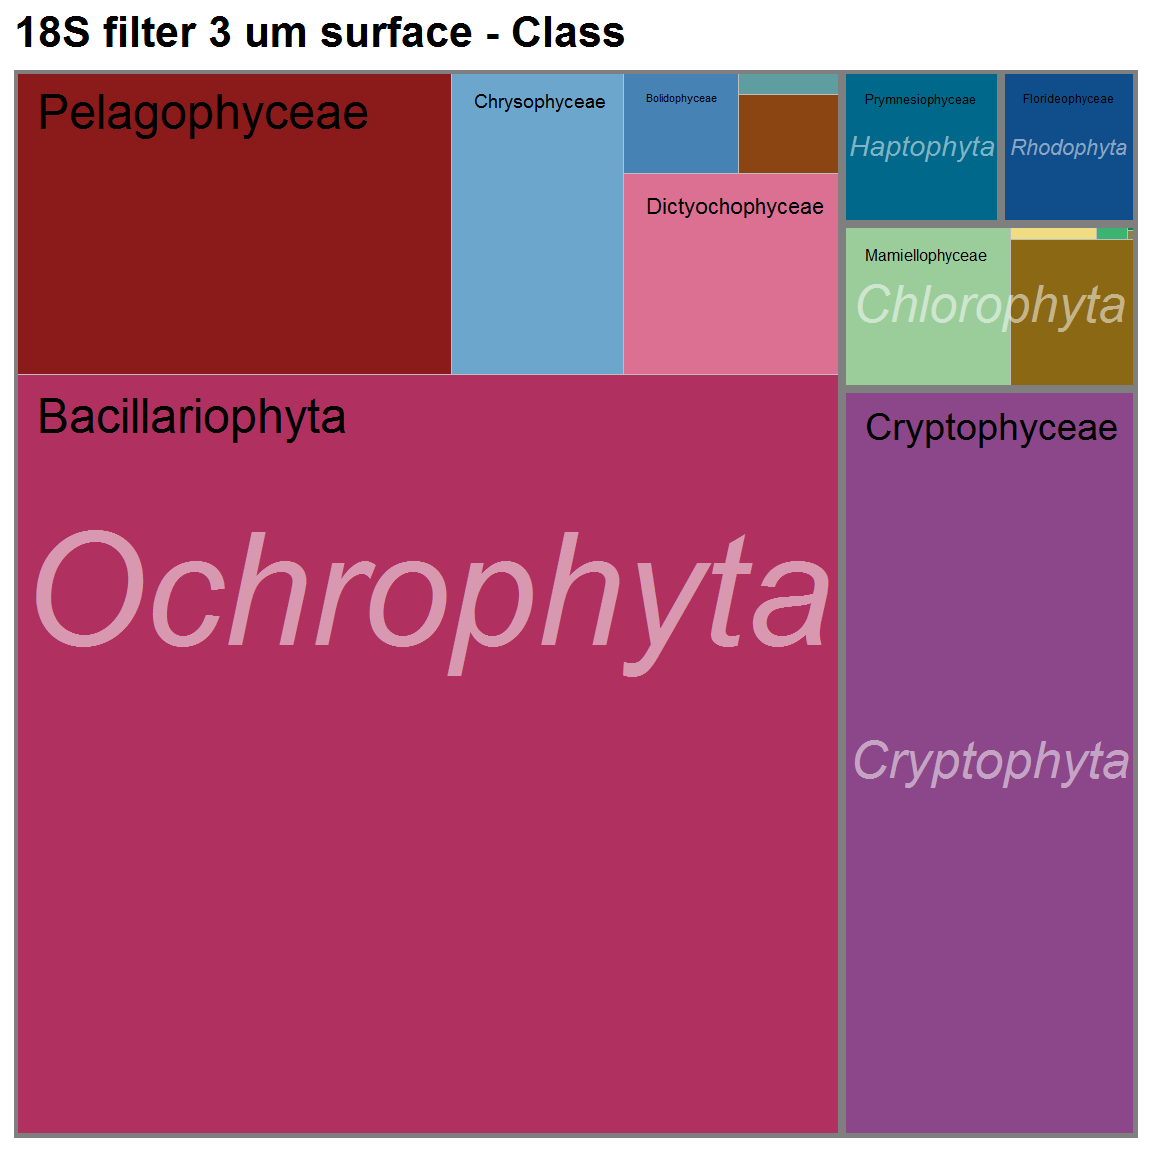 18S filter 3 um surface - Class
Pelagophyceae
Chrysophyceae
Bolidophyceae
Dictyochophyceae
Bacillariophyta
Ochrophyta
Prymnesiophyceae
Haptophyta
Florideophyceae
Rhodophyta
Mamiellophyceae
Chlorophyta
Cryptophyceae
Cryptophyta